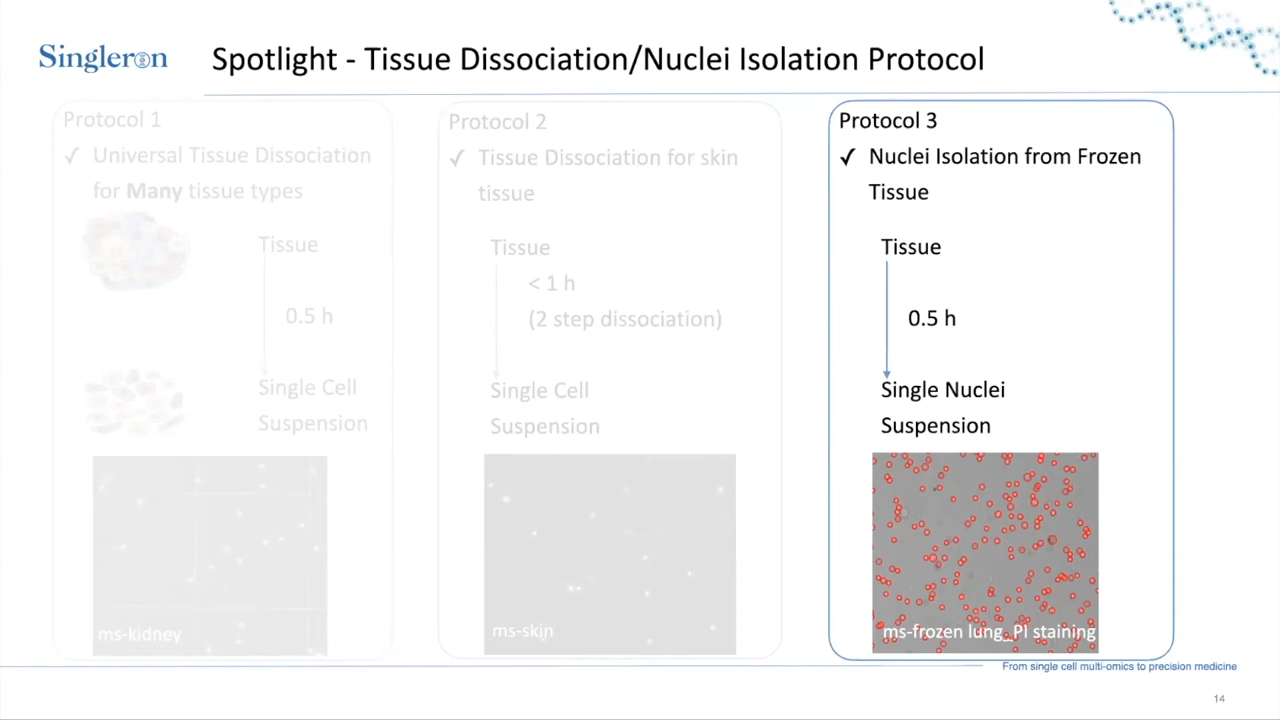 Singleron
Spotlight - Tissue Dissociation/Nuclei Isolation Protocol
Protocol 1
✓ Universal Tissue Dissociation
for Many tissue types
Tissue
0.5 h
Single Cell
Suspension
ms-kidney
Protocol 2
✓ Tissue Dissociation for skin
tissue
Tissue
< 1 h
(2 step dissociation)
Single Cell
Suspension
ms-skin
Protocol 3
✓ Nuclei Isolation from Frozen
Tissue
Tissue
0.5 h
Single Nuclei
Suspension
ms-frozen lung_PI staining
From single cell multi-omics to precision medicine
14